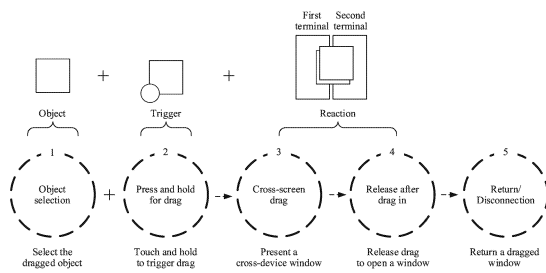 First Second
terminal terminal
+ +
Object Trigger Reaction
1 2 3 4 5
Object
selection
+
Press and hold
for drag
Cross-screen
drag
Release after
drag in
Return/
Disconnection
Select the
dragged object
Touch and hold
to trigger drag
Present a
cross-device window
Release drag
to open a window
Return a dragged
window